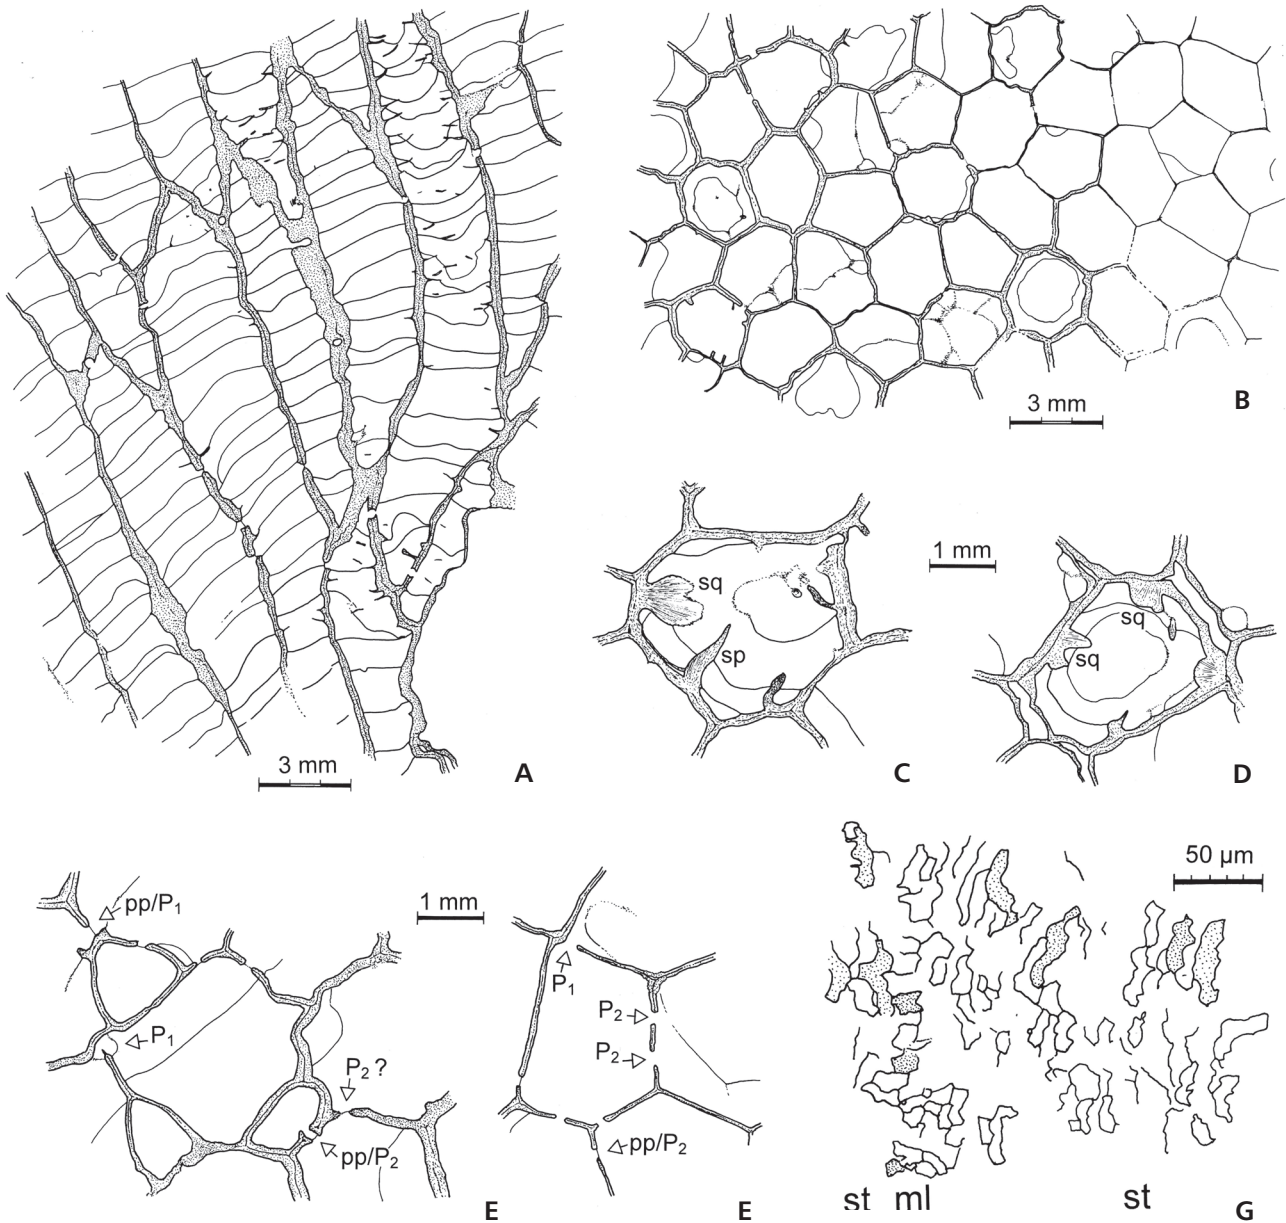 3 mm
A
3 mm
B
sq
sp
C
1 mm
sq
sq
D
pp/P₁
P₁
P₂ ?
pp/P₂
1 mm
E
P₁
P₂
P₂
pp/P₂
E
50 µm
st ml st
G